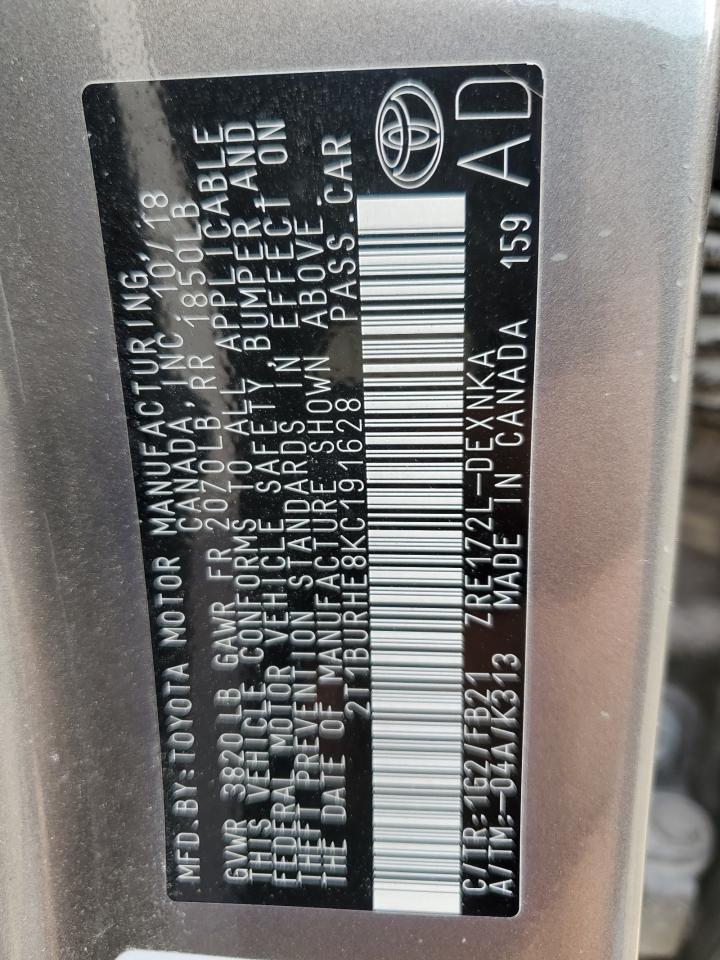 MFD.BY:TOYOTA MOTOR MANUFACTURING,
CANADA, INC. 10/18
GVWR 3820LB GAWR FR 2070LB RR 1850LB
THIS VEHICLE CONFORMS TO ALL APPLICABLE
FEDERAL MOTOR VEHICLE SAFETY, BUMPER AND
THEFT PREVENTION STANDARDS IN EFFECT ON
THE DATE OF MANUFACTURE SHOWN ABOVE.
2T1BURHE8KC191628 PASS.CAR
C/TR:1G2/FB21 ZRE172L-DEXNKA
A/TM:-04A/K313 MADE IN CANADA 159
AD